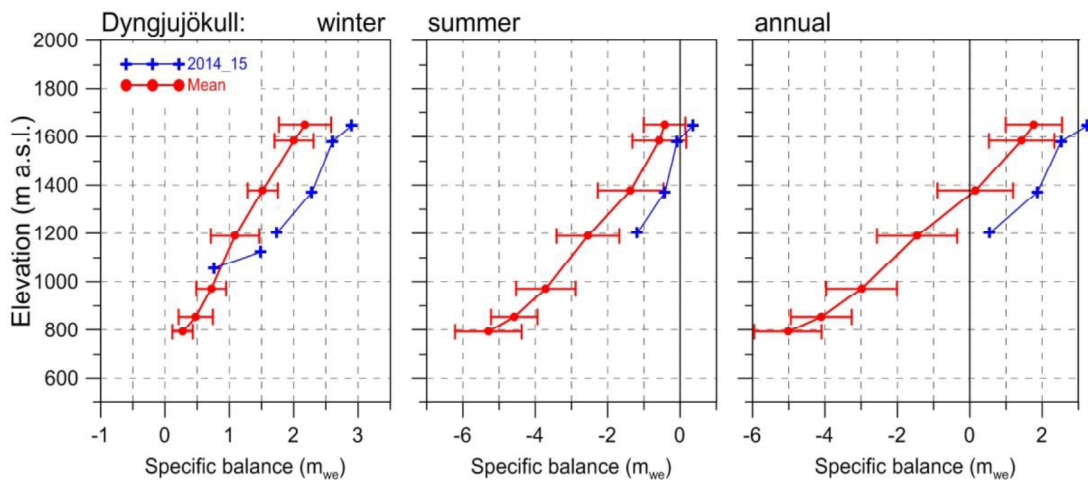 Dyngjujökull: winter
summer
annual
2014_15
Mean
Elevation (m a.s.l.)
2000
1800
1600
1400
1200
1000
800
600
-1 0 1 2 3
-6 -4 -2 0
-6 -4 -2 0 2
Specific balance (mwe)
Specific balance (mwe)
Specific balance (mwe)